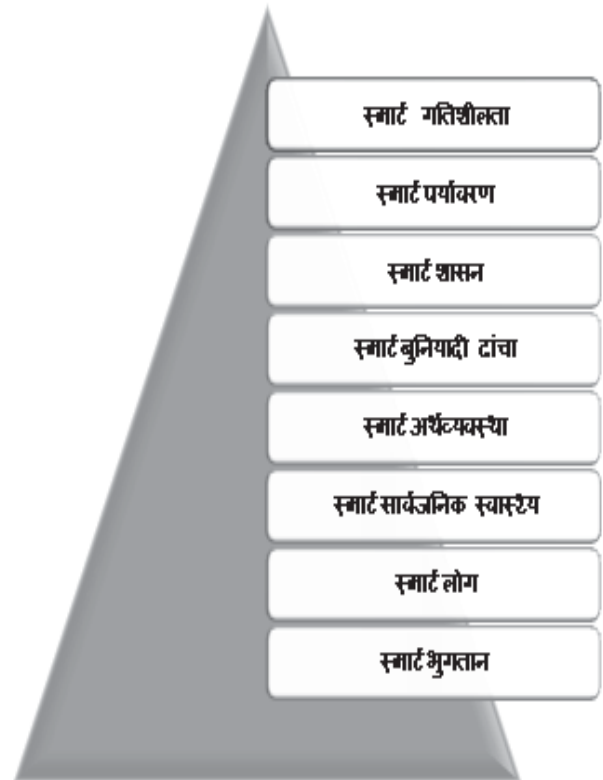 स्मार्ट गतिशीलता
स्मार्ट पर्यावरण
स्मार्ट शासन
स्मार्ट बुनियादी ढांचा
स्मार्ट अर्थव्यवस्था
स्मार्ट सार्वजनिक स्वास्थ्य
स्मार्ट लोग
स्मार्ट भुगतान